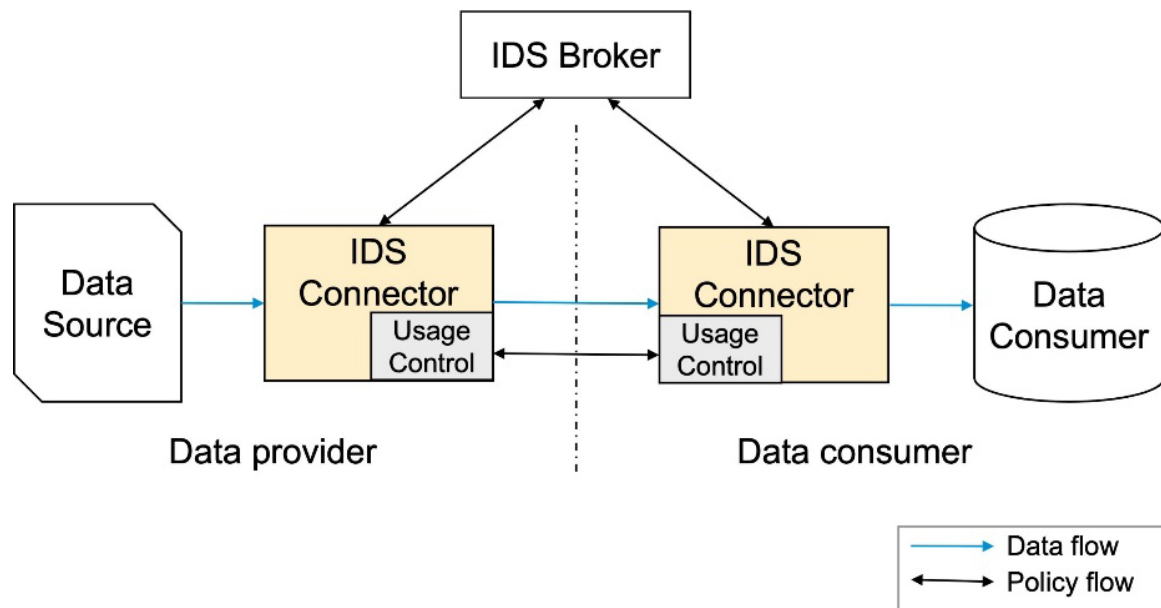 IDS Broker
Data
Source
IDS
Connector
Usage
Control
IDS
Connector
Usage
Control
Data
Consumer
Data provider
Data consumer
Data flow
Policy flow